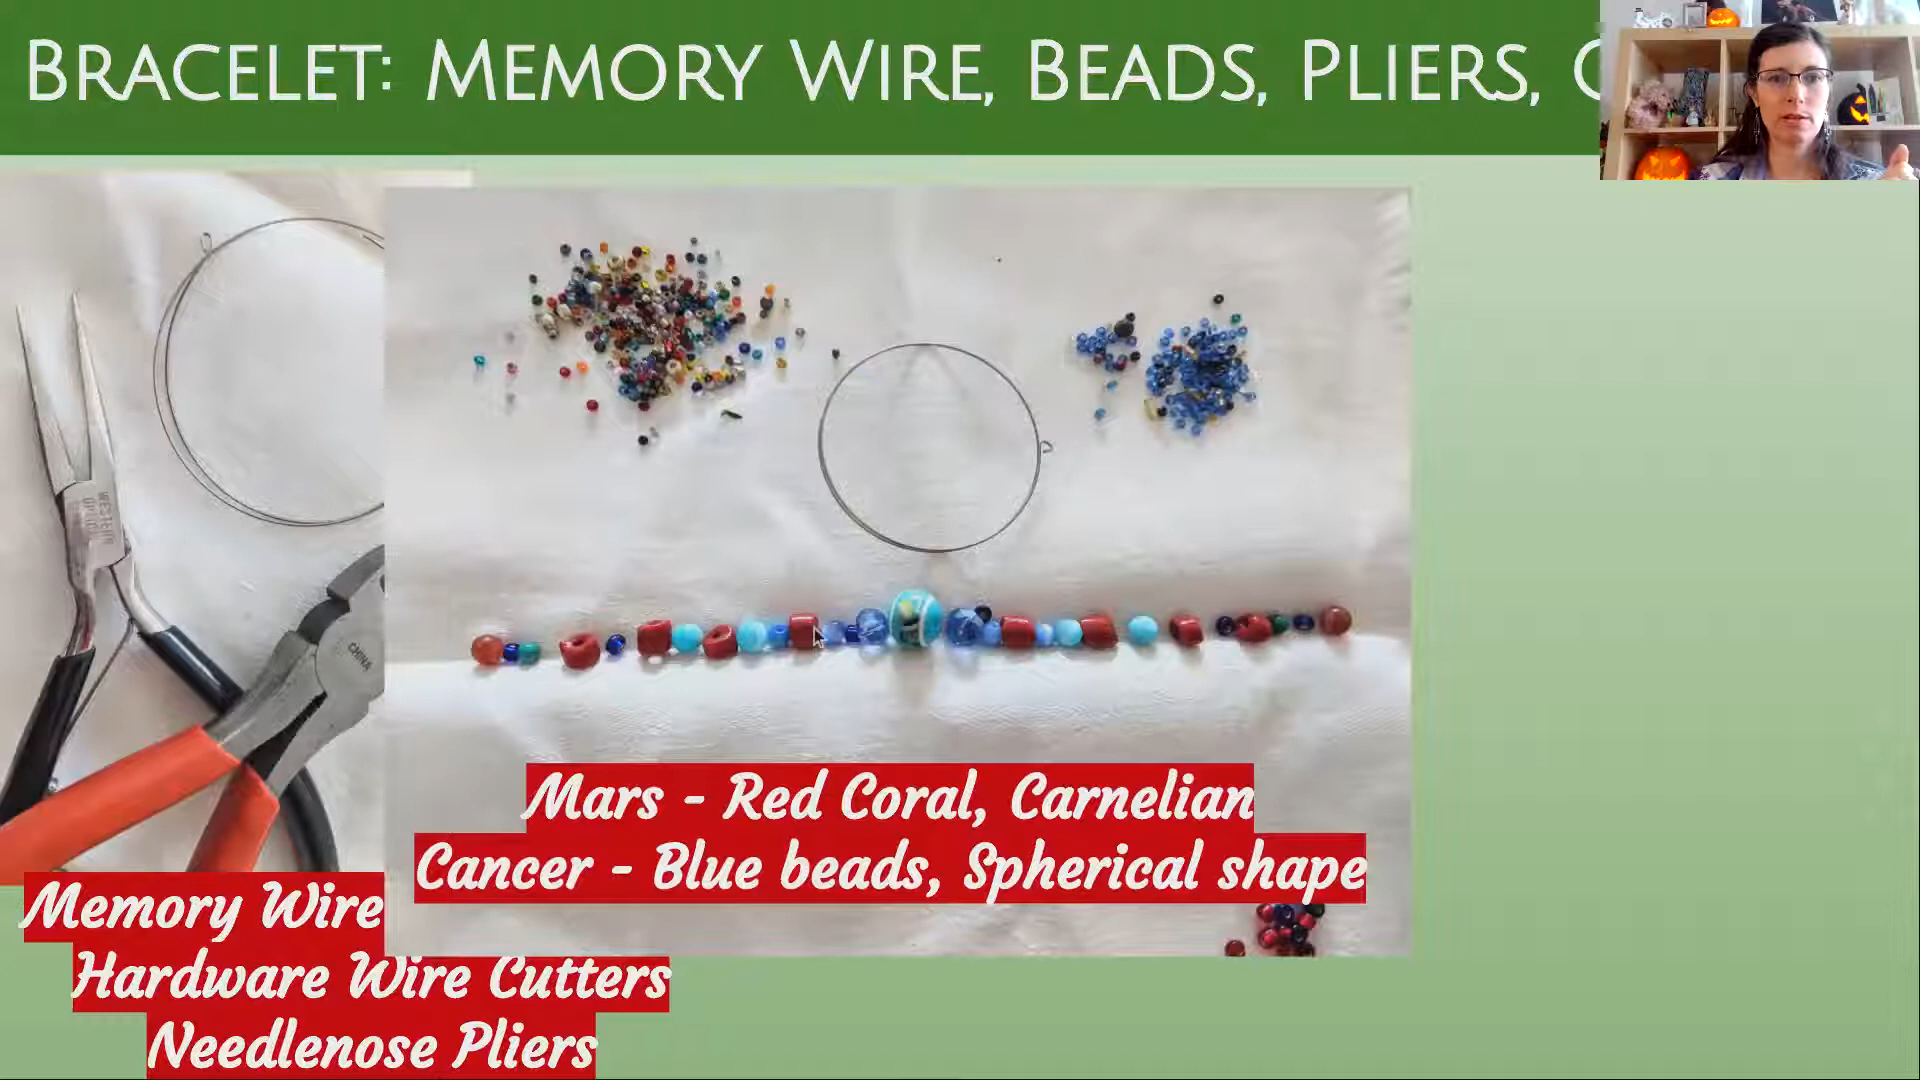 Bracelet: Memory Wire, Beads, Pliers,
Mars - Red Coral, Carnelian
Cancer - Blue beads, Spherical shape
Memory Wire
Hardware Wire Cutters
Needlenose Pliers
CHINA